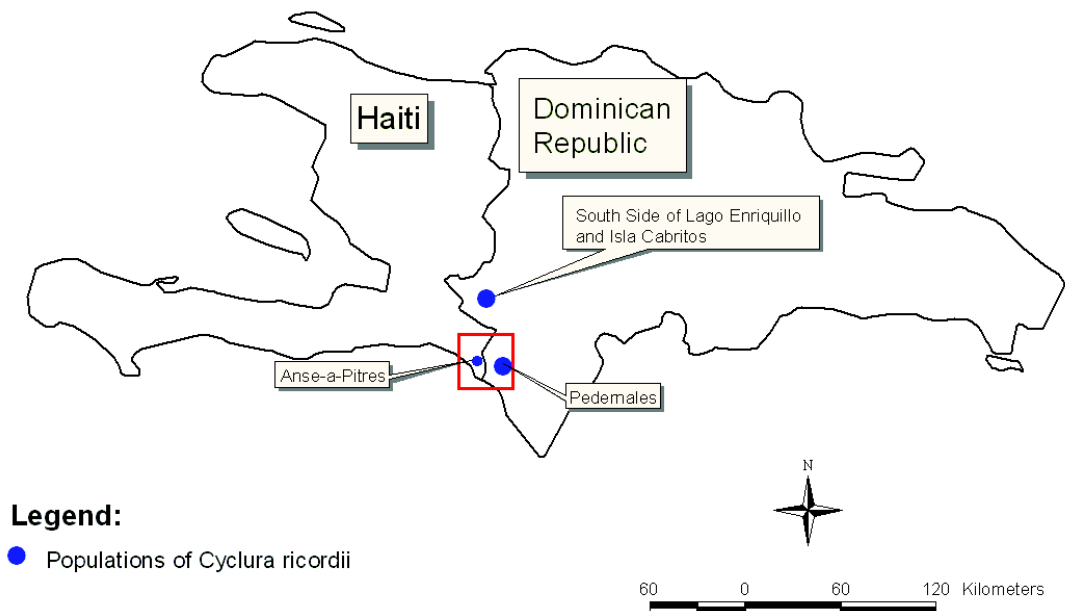 Haiti
Dominican
Republic
South Side of Lago Enriquillo
and Isla Cabritos
Anse-a-Pitres
Pedernales
N
Legend:
Populations of Cyclura ricordii
60 0 60 120 Kilometers